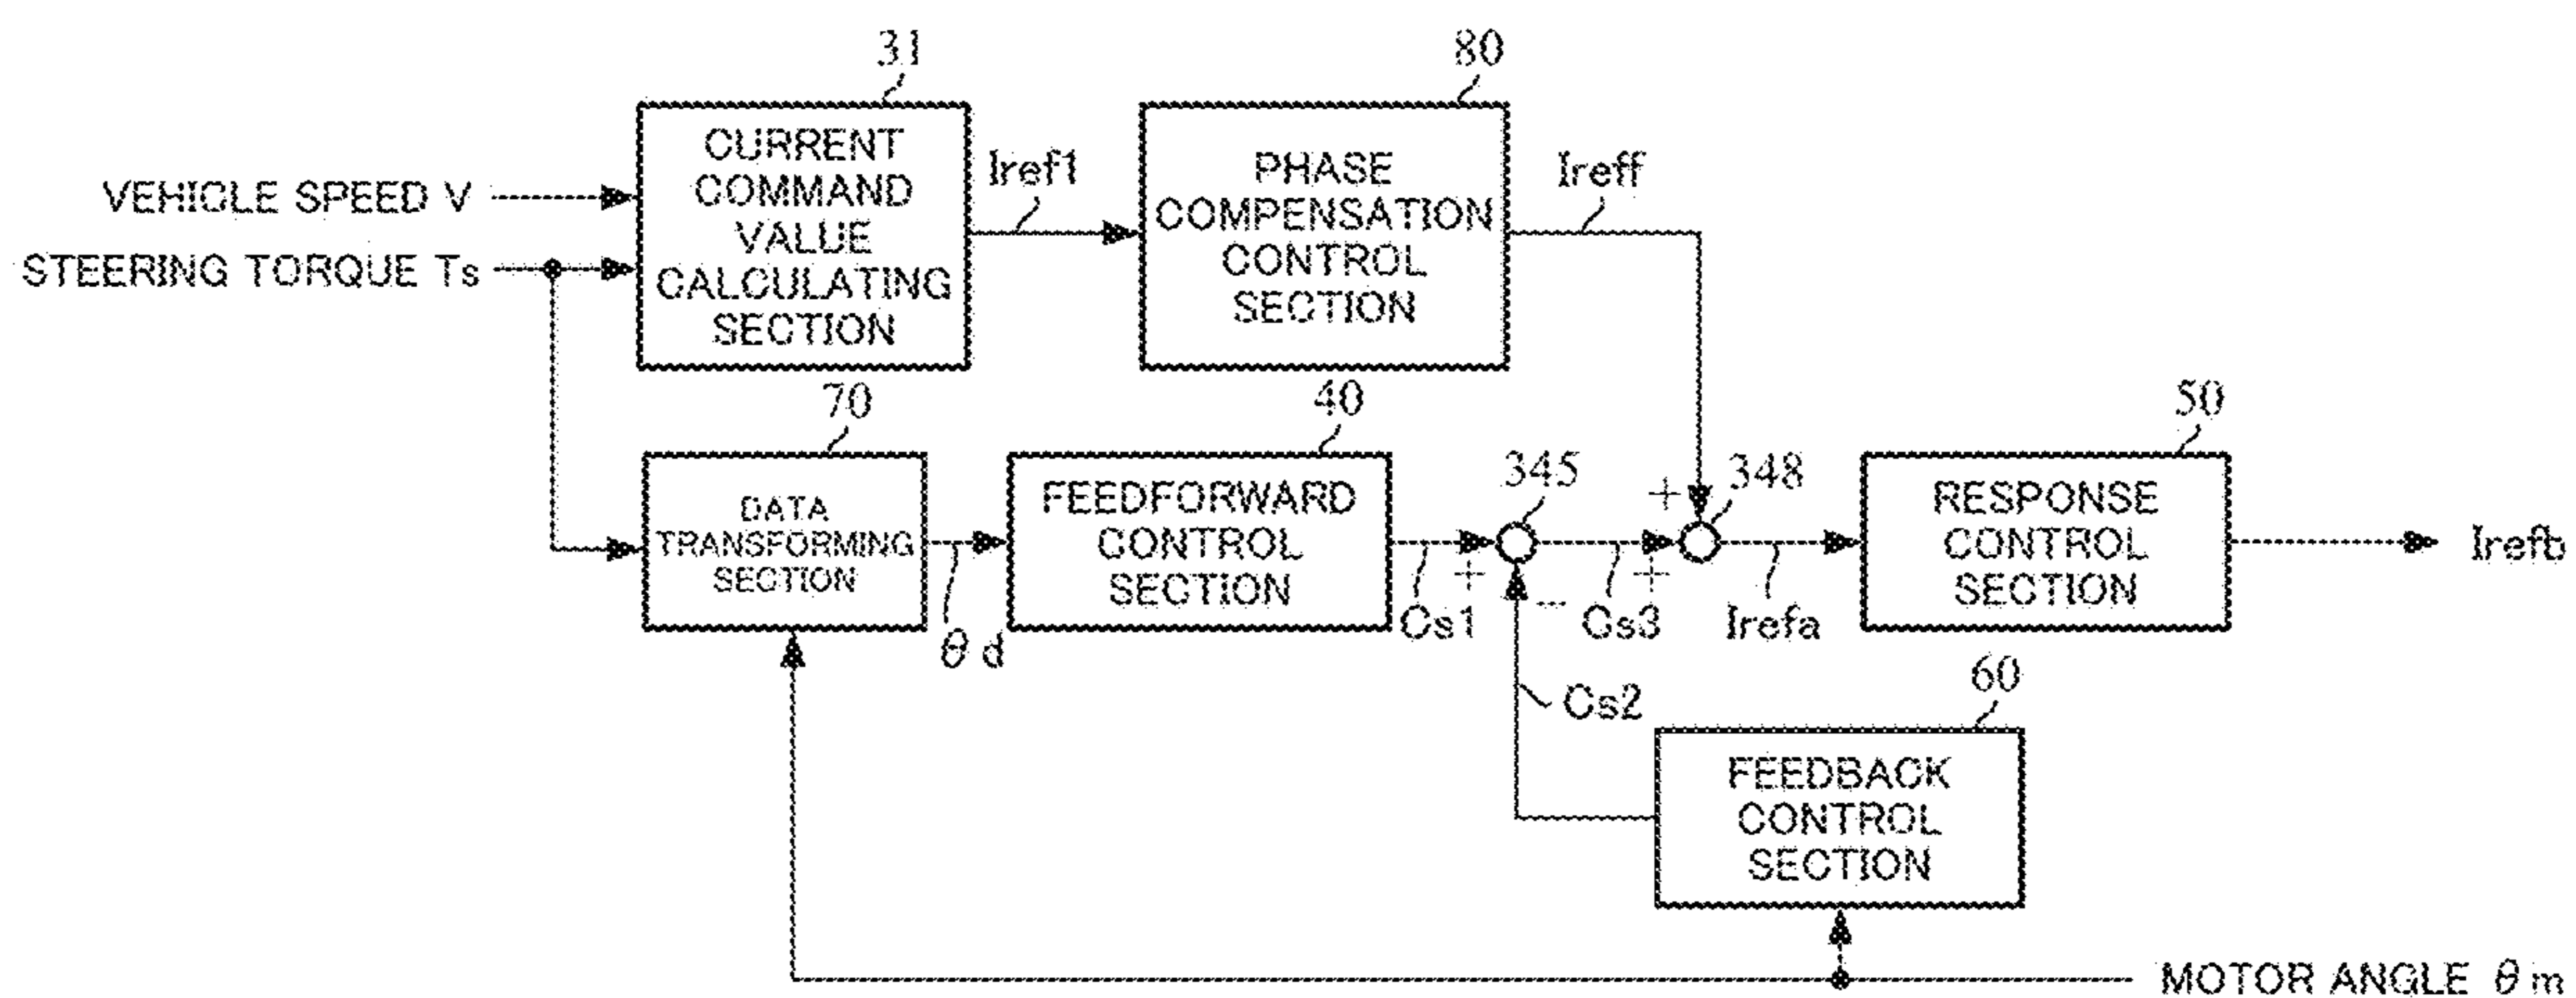 31
80
CURRENT
COMMAND
VALUE
CALCULATING
SECTION
Iref1
PHASE
COMPENSATION
CONTROL
SECTION
Ireff
VEHICLE SPEED V
STEERING TORQUE Ts
70
40
345
348
50
DATA
TRANSFORMING
SECTION
θd
FEEDFORWARD
CONTROL
SECTION
Cs1
+
-
Cs3
+
+
Irefa
RESPONSE
CONTROL
SECTION
Irefb
Cs2
60
FEEDBACK
CONTROL
SECTION
MOTOR ANGLE θm